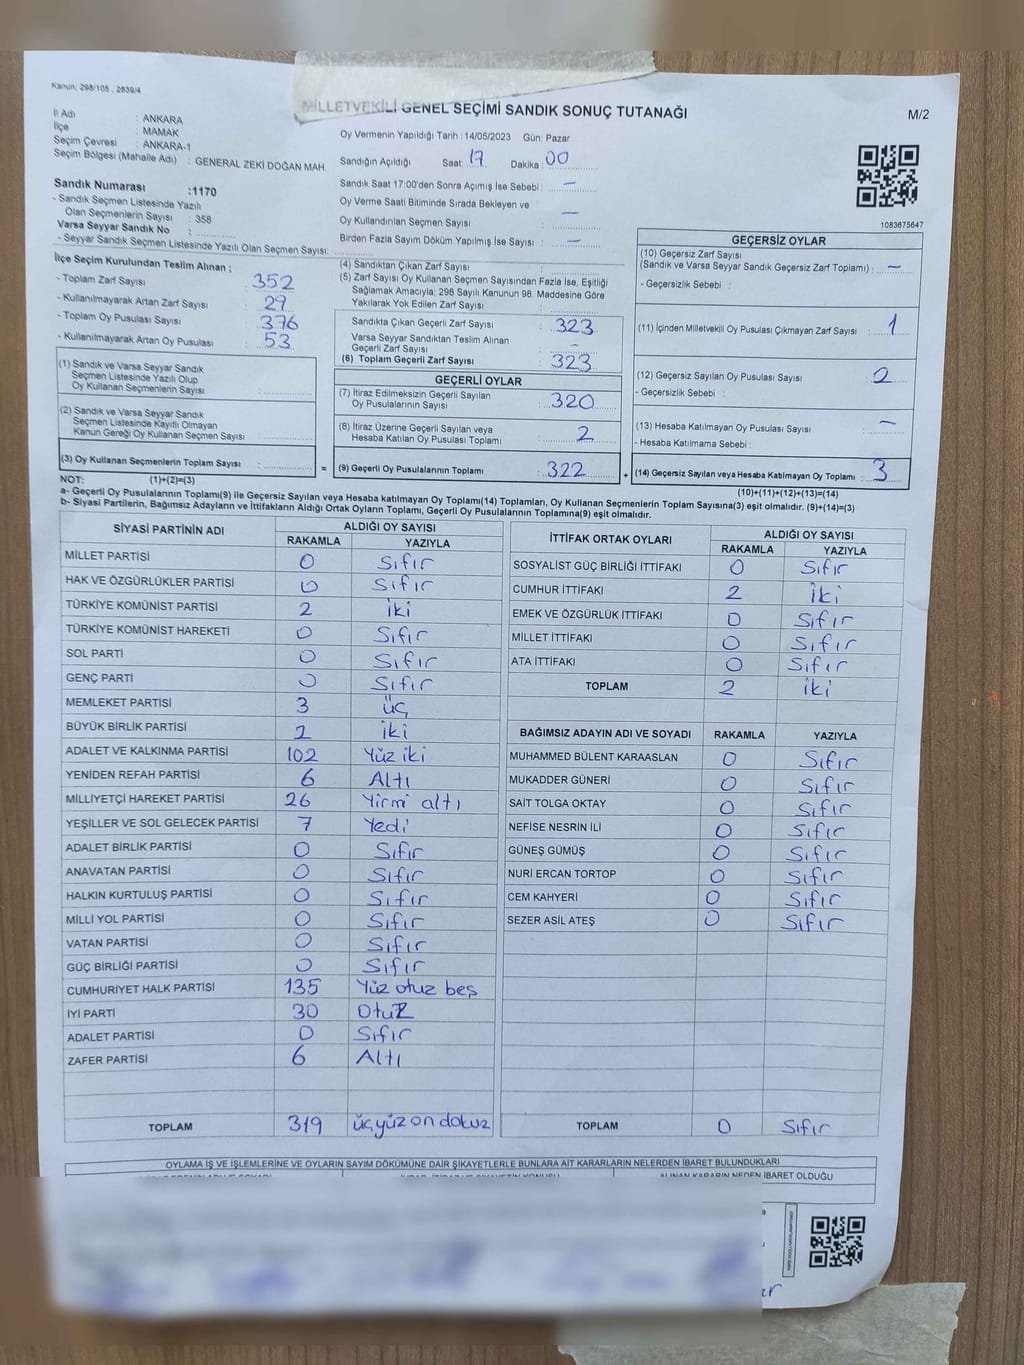 Kanun: 298/105 , 2839/4
MİLLETVEKİLİ GENEL SEÇİMİ SANDIK SONUÇ TUTANAĞI
M/2
İl Adı : ANKARA
İlçe : MAMAK
Seçim Çevresi : ANKARA-1
Seçim Bölgesi (Mahalle Adı) : GENERAL ZEKİ DOĞAN MAH
Sandık Numarası :1170
- Sandık Seçmen Listesinde Yazılı
Olan Seçmenlerin Sayısı : 358
Varsa Seyyar Sandık No :
- Seyyar Sandık Seçmen Listesinde Yazılı Olan Seçmen Sayısı:
Oy Vermenin Yapıldığı Tarih :14/05/2023 Gün: Pazar
Sandığın Açıldığı Saat: 17 Dakika: 00
Sandık Saat 17:00'den Sonra Açılmış İse Sebebi : —
Oy Verme Saati Bitiminde Sırada Bekleyen ve
Oy Kullandırılan Seçmen Sayısı : —
Birden Fazla Sayım Döküm Yapılmış İse Sayısı : —
1083675647
İlçe Seçim Kurulundan Teslim Alınan ;
- Toplam Zarf Sayısı : 352
- Kullanılmayarak Artan Zarf Sayısı : 29
- Toplam Oy Pusulası Sayısı : 376
- Kullanılmayarak Artan Oy Pusulası : 53
(1) Sandık ve Varsa Seyyar Sandık
Seçmen Listesinde Yazılı Olup
Oy Kullanan Seçmenlerin Sayısı :
(2) Sandık ve Varsa Seyyar Sandık
Seçmen Listesinde Kayıtlı Olmayan
Kanun Gereği Oy Kullanan Seçmen Sayısı :
(3) Oy Kullanan Seçmenlerin Toplam Sayısı :
(4) Sandıktan Çıkan Zarf Sayısı :
(5) Zarf Sayısı Oy Kullanan Seçmen Sayısından Fazla İse, Eşitliği
Sağlamak Amacıyla; 298 Sayılı Kanunun 98. Maddesine Göre
Yakılarak Yok Edilen Zarf Sayısı :
Sandıkta Çıkan Geçerli Zarf Sayısı : 323
Varsa Seyyar Sandıktan Teslim Alınan
Geçerli Zarf Sayısı : –
(6) Toplam Geçerli Zarf Sayısı : 323
GEÇERLİ OYLAR
(7) İtiraz Edilmeksizin Geçerli Sayılan
Oy Pusulalarının Sayısı : 320
(8) İtiraz Üzerine Geçerli Sayılan veya
Hesaba Katılan Oy Pusulası Toplamı : 2
= (9) Geçerli Oy Pusulalarının Toplamı : 322 +
GEÇERSİZ OYLAR
(10) Geçersiz Zarf Sayısı
(Sandık ve Varsa Seyyar Sandık Geçersiz Zarf Toplamı) : —
- Geçersizlik Sebebi :
(11) İçinden Milletvekili Oy Pusulası Çıkmayan Zarf Sayısı : 1
(12) Geçersiz Sayılan Oy Pusulası Sayısı : 2
- Geçersizlik Sebebi :
(13) Hesaba Katılmayan Oy Pusulası Sayısı : —
- Hesaba Katılmama Sebebi :
(14) Geçersiz Sayılan veya Hesaba Katılmayan Oy Toplamı : 3
NOT: (1)+(2)=(3)
(10)+(11)+(12)+(13)=(14)
a- Geçerli Oy Pusulalarının Toplamı(9) ile Geçersiz Sayılan veya Hesaba katılmayan Oy Toplamı(14) Toplamları, Oy Kullanan Seçmenlerin Toplam Sayısına(3) eşit olmalıdır. (9)+(14)=(3)
b- Siyasi Partilerin, Bağımsız Adayların ve İttifakların Aldığı Ortak Oyların Toplamı, Geçerli Oy Pusulalarının Toplamına(9) eşit olmalıdır.
SİYASİ PARTİNİN ADI ALDIĞI OY SAYISI
RAKAMLA YAZIYLA
MİLLET PARTİSİ 0 Sıfır
HAK VE ÖZGÜRLÜKLER PARTİSİ 0 Sıfır
TÜRKİYE KOMÜNİST PARTİSİ 2 iki
TÜRKİYE KOMÜNİST HAREKETİ 0 Sıfır
SOL PARTİ 0 Sıfır
GENÇ PARTİ 0 Sıfır
MEMLEKET PARTİSİ 3 üç
BÜYÜK BİRLİK PARTİSİ 2 iki
ADALET VE KALKINMA PARTİSİ 102 Yüz iki
YENİDEN REFAH PARTİSİ 6 Altı
MİLLİYETÇİ HAREKET PARTİSİ 26 Yirmi altı
YEŞİLLER VE SOL GELECEK PARTİSİ 7 Yedi
ADALET BİRLİK PARTİSİ 0 Sıfır
ANAVATAN PARTİSİ 0 Sıfır
HALKIN KURTULUŞ PARTİSİ 0 Sıfır
MİLLİ YOL PARTİSİ 0 Sıfır
VATAN PARTİSİ 0 Sıfır
GÜÇ BİRLİĞİ PARTİSİ 0 Sıfır
CUMHURİYET HALK PARTİSİ 135 Yüz otuz beş
İYİ PARTİ 30 Otuz
ADALET PARTİSİ 0 Sıfır
ZAFER PARTİSİ 6 Altı
TOPLAM 319 üçyüz on dokuz
İTTİFAK ORTAK OYLARI ALDIĞI OY SAYISI
RAKAMLA YAZIYLA
SOSYALİST GÜÇ BİRLİĞİ İTTİFAKI 0 Sıfır
CUMHUR İTTİFAKI 2 İki
EMEK VE ÖZGÜRLÜK İTTİFAKI 0 Sıfır
MİLLET İTTİFAKI 0 Sıfır
ATA İTTİFAKI 0 Sıfır
TOPLAM 2 iki
BAĞIMSIZ ADAYIN ADI VE SOYADI RAKAMLA YAZIYLA
MUHAMMED BÜLENT KARAASLAN 0 Sıfır
MUKADDER GÜNERİ 0 Sıfır
SAİT TOLGA OKTAY 0 Sıfır
NEFİSE NESRİN İLİ 0 Sıfır
GÜNEŞ GÜMÜŞ 0 Sıfır
NURİ ERCAN TORTOP 0 Sıfır
CEM KAHYERİ 0 Sıfır
SEZER ASİL ATEŞ 0 Sıfır
TOPLAM 0 Sıfır
OYLAMA İŞ VE İŞLEMLERİNE VE OYLARIN SAYIM DÖKÜMÜNE DAİR ŞİKAYETLERLE BUNLARA AİT KARARLARIN NELERDEN İBARET BULUNDUKLARI
ALINAN KARARIN NEDEN İBARET OLDUĞU